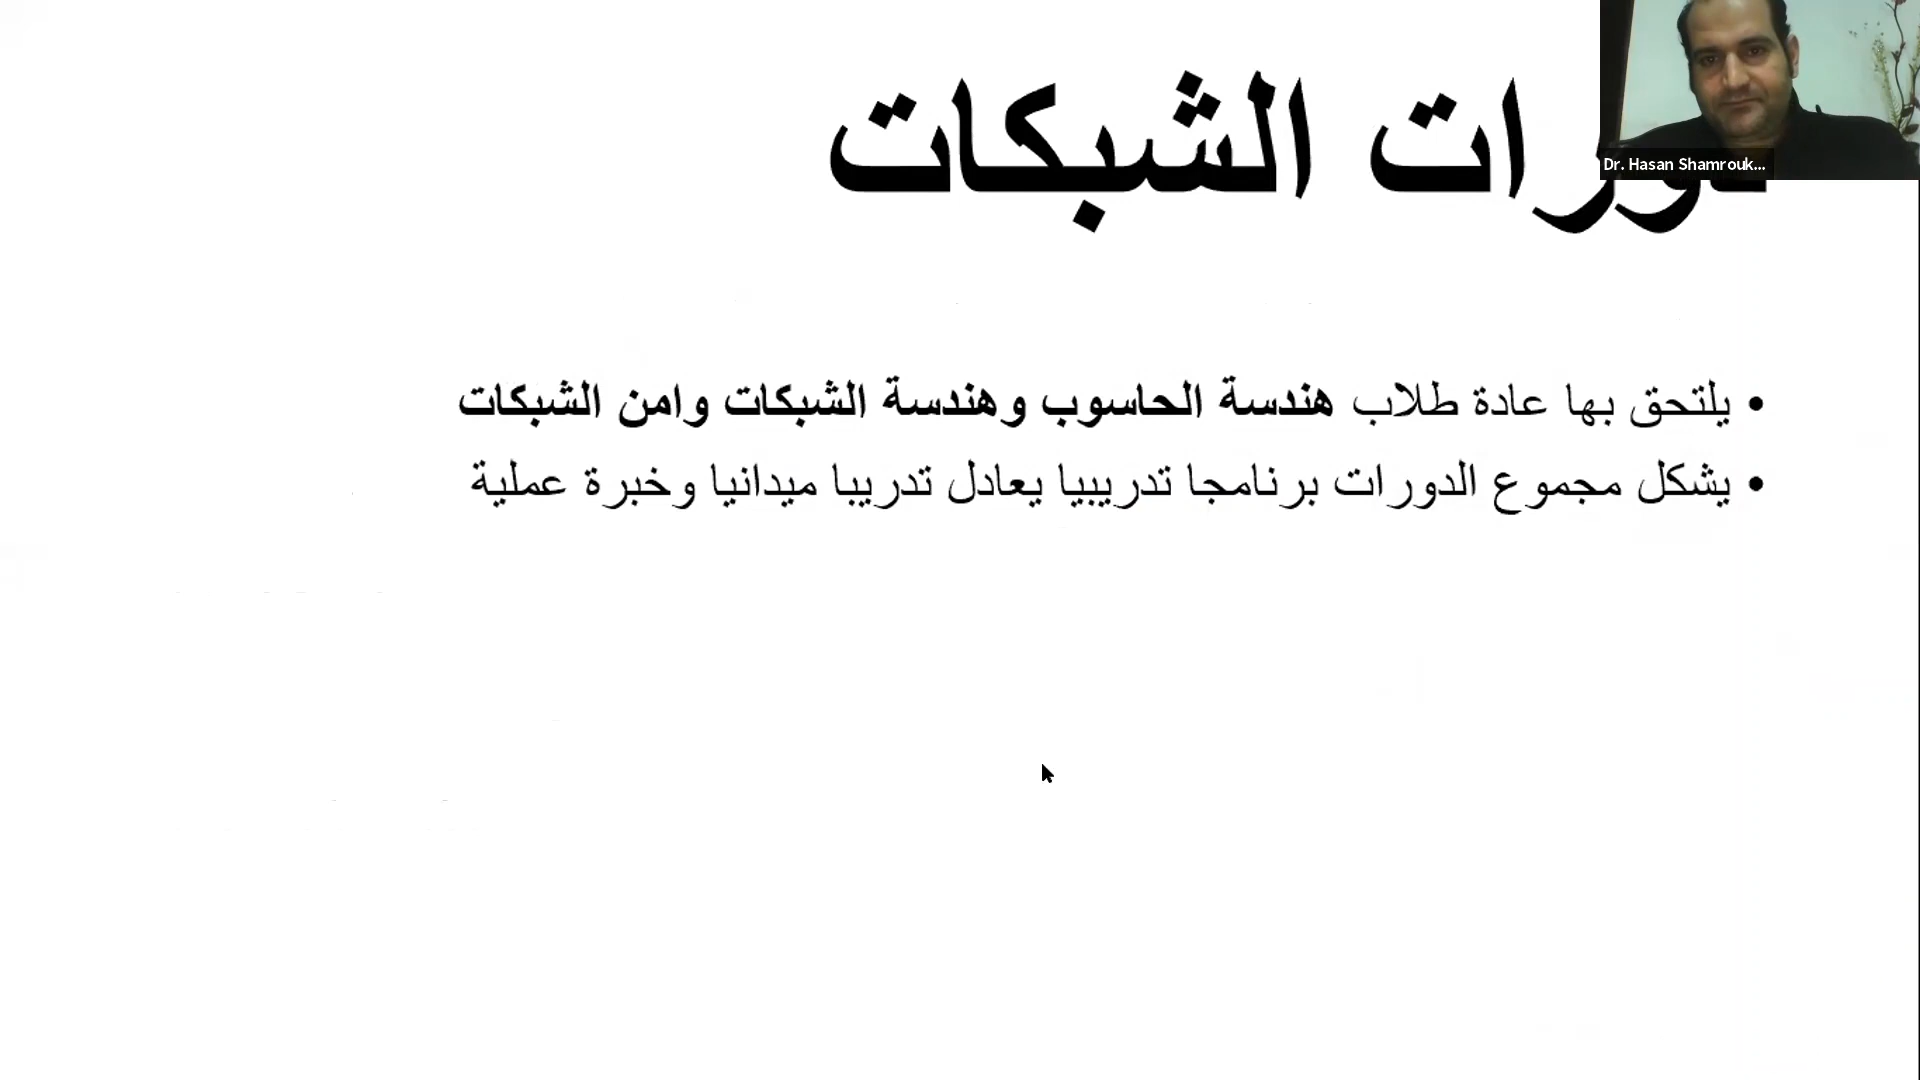 الشبكات
Dr. Hasan Shamrouk...
• يلتحق بها عادة طلاب هندسة الحاسوب وهندسة الشبكات وامن الشبكات
• يشكل مجموع الدورات برنامجا تدريبيا يعادل تدريبا ميدانيا وخبرة عملية